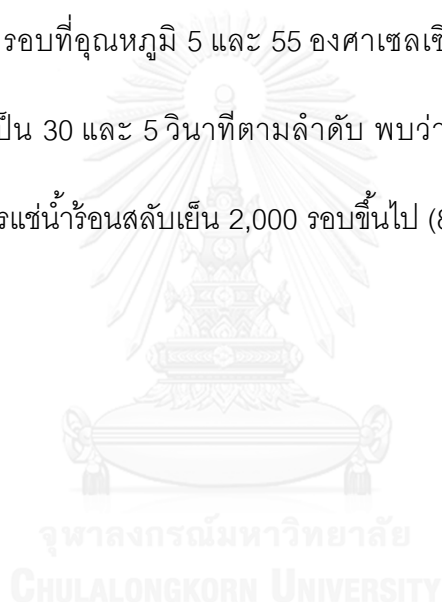 รอบที่อุณหภูมิ 5 และ 55 องศาเซลเซี
ป็น 30 และ 5 วินาทีตามลำดับ พบว่า
รแช่น้ำร้อนสลับเย็น 2,000 รอบขึ้นไป (8
จุฬาลงกรณ์มหาวิทยาลัย
CHULALONGKORN UNIVERSITY